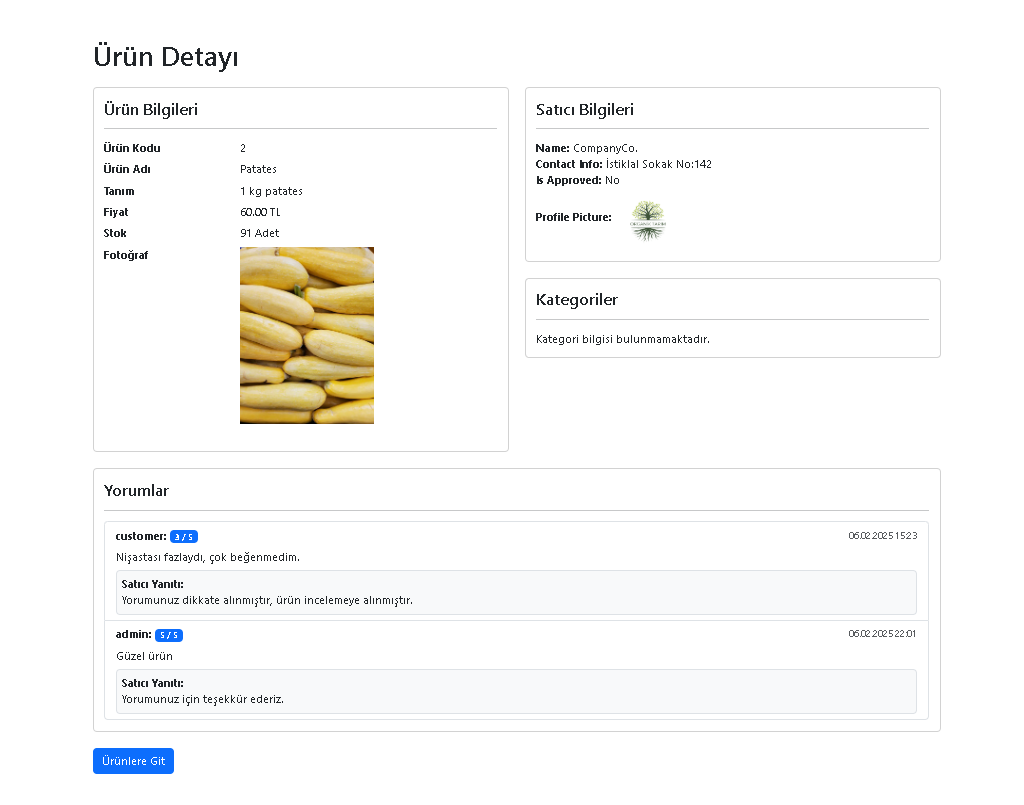 Ürün Detayı
Ürün Bilgileri
Ürün Kodu 2
Ürün Adı Patates
Tanım 1 kg patates
Fiyat 60.00 TL
Stok 91 Adet
Fotoğraf
Satıcı Bilgileri
Name: CompanyCo.
Contact Info: İstiklal Sokak No:142
Is Approved: No
Profile Picture:
Kategoriler
Kategori bilgisi bulunmamaktadır.
Yorumlar
customer: 3 / 5 06.02.2025 15:23
Nişastası fazlaydı, çok beğenmedim.
Satıcı Yanıtı:
Yorumunuz dikkate alınmıştır, ürün incelemeye alınmıştır.
admin: 5 / 5 06.02.2025 22:01
Güzel ürün
Satıcı Yanıtı:
Yorumunuz için teşekkür ederiz.
Ürünlere Git